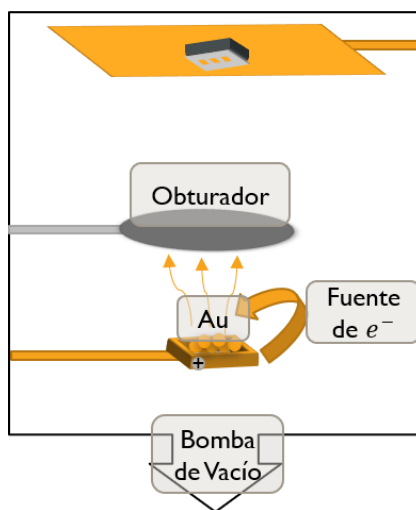 Obturador
Au
Fuente
de e⁻
+
Bomba
de Vacío